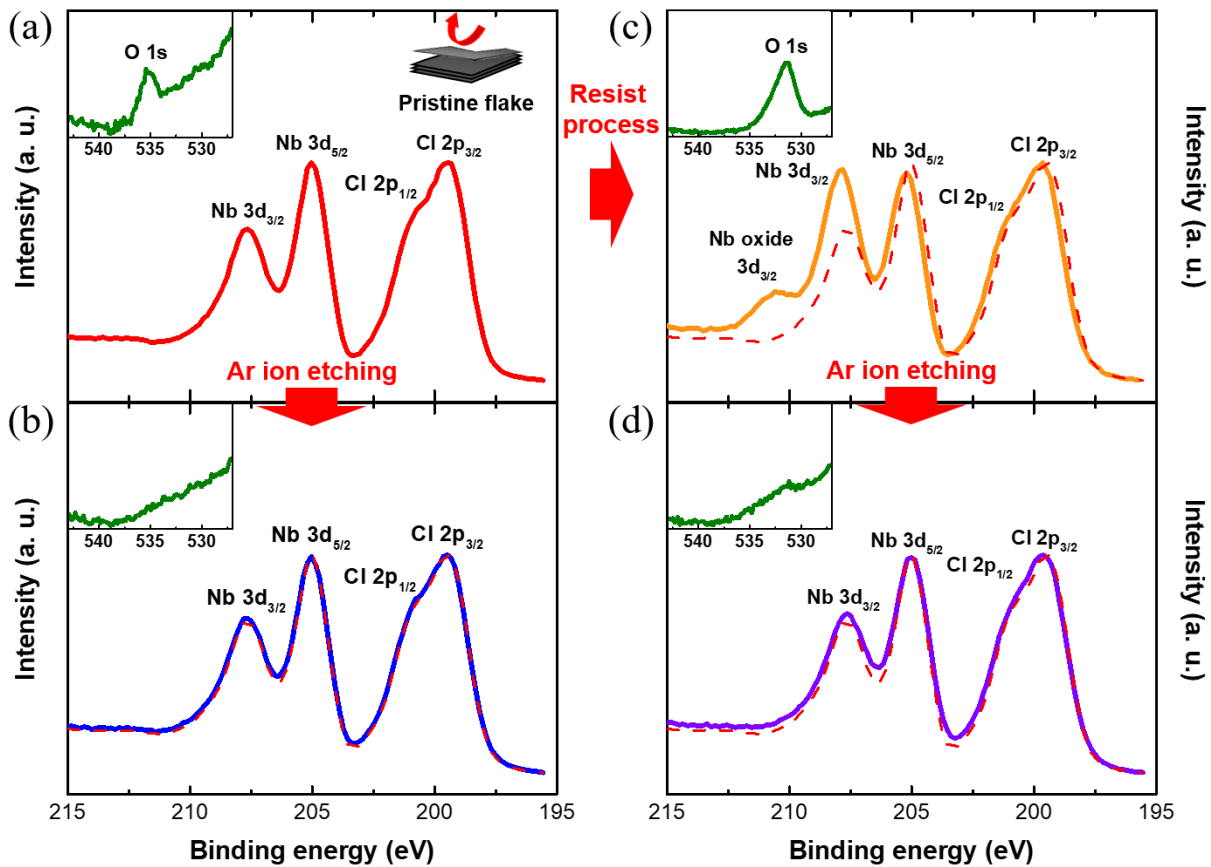 (a)
O 1s
540 535 530
Pristine flake
Nb 3d3/2
Nb 3d5/2
Cl 2p1/2
Cl 2p3/2
Intensity (a. u.)
Resist
process
(c)
O 1s
540 535 530
Nb oxide
3d3/2
Nb 3d3/2
Nb 3d5/2
Cl 2p1/2
Cl 2p3/2
Intensity (a. u.)
Ar ion etching
Ar ion etching
(b)
540 535 530
Nb 3d3/2
Nb 3d5/2
Cl 2p1/2
Cl 2p3/2
Intensity (a. u.)
215 210 205 200
Binding energy (eV)
(d)
540 535 530
Nb 3d3/2
Nb 3d5/2
Cl 2p1/2
Cl 2p3/2
Intensity (a. u.)
215 210 205 200 195
Binding energy (eV)